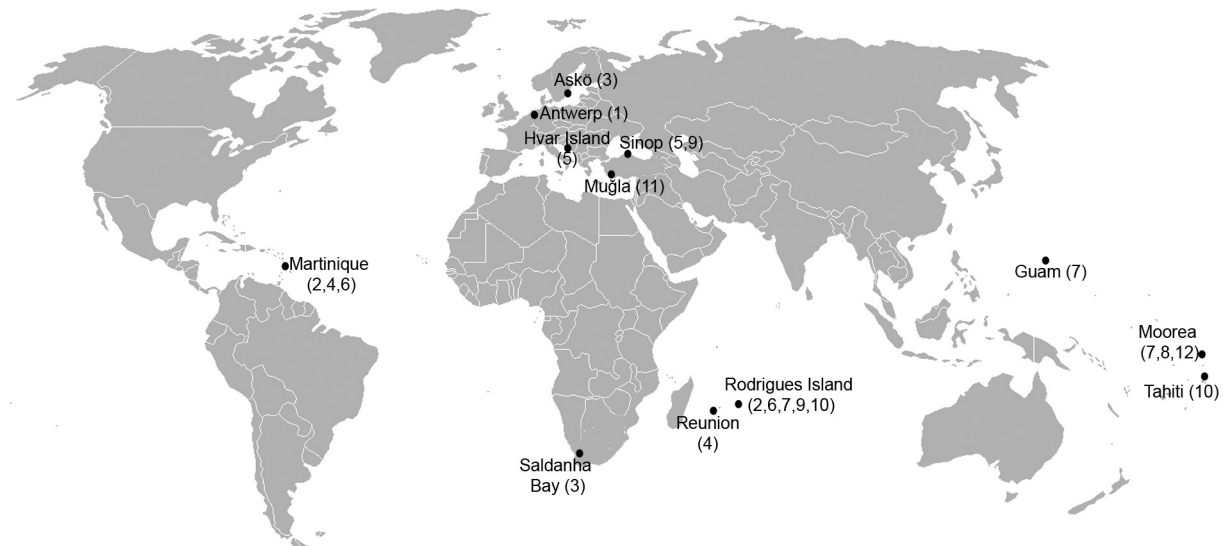 Askö (3)
Antwerp (1)
Hvar Island
(5)
Sinop (5,9)
Muğla (11)
Martinique
(2,4,6)
Guam (7)
Moorea
(7,8,12)
Tahiti (10)
Rodrigues Island
(2,6,7,9,10)
Reunion
(4)
Saldanha
Bay (3)